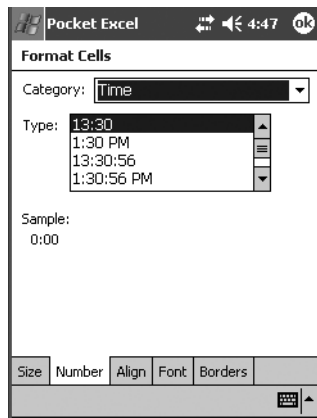 Pocket Excel 4:47 ok
Format Cells
Category: Time
Type: 13:30
1:30 PM
13:30:56
1:30:56 PM
Sample:
0:00
Size Number Align Font Borders